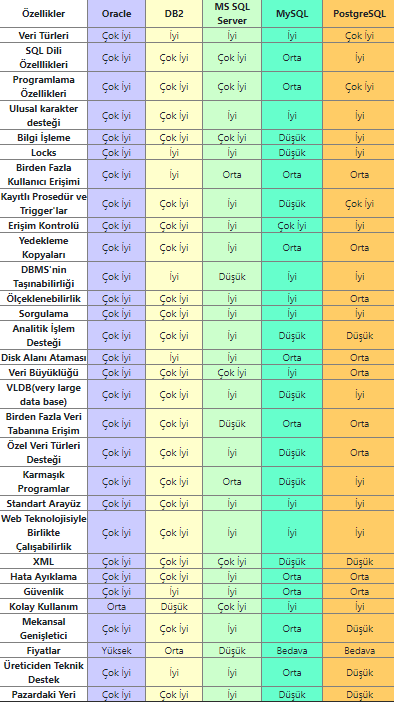 Özellikler Oracle DB2 MS SQL Server MySQL PostgreSQL
Veri Türleri Çok İyi İyi İyi İyi Çok İyi
SQL Dili Özelllikleri Çok İyi Çok İyi Çok İyi Orta İyi
Programlama Özellikleri Çok İyi Çok İyi Çok İyi Orta Çok İyi
Ulusal karakter desteği Çok İyi Çok İyi İyi İyi İyi
Bilgi İşleme Çok İyi Çok İyi Çok İyi Düşük İyi
Locks Çok İyi İyi İyi Düşük İyi
Birden Fazla Kullanıcı Erişimi Çok İyi İyi Orta Orta Orta
Kayıtlı Prosedür ve Trigger'lar Çok İyi Çok İyi İyi Düşük Çok İyi
Erişim Kontrolü Çok İyi Çok İyi İyi Çok İyi İyi
Yedekleme Kopyaları Çok İyi Çok İyi İyi Orta Orta
DBMS'nin Taşınabilirliği Çok İyi İyi Düşük İyi İyi
Ölçeklenebilirlik Çok İyi Çok İyi İyi İyi Orta
Sorgulama Çok İyi Çok İyi İyi İyi İyi
Analitik İşlem Desteği Çok İyi Çok İyi İyi Düşük Düşük
Disk Alanı Ataması Çok İyi İyi İyi Orta Orta
Veri Büyüklüğü Çok İyi Çok İyi Çok İyi İyi Orta
VLDB(very large data base) Çok İyi Çok İyi İyi Düşük Düşük
Birden Fazla Veri Tabanına Erişim Çok İyi Çok İyi Düşük Orta Orta
Özel Veri Türleri Desteği Çok İyi Çok İyi İyi Düşük Orta
Karmaşık Programlar Çok İyi Çok İyi Orta Düşük İyi
Standart Arayüz Çok İyi Çok İyi İyi İyi İyi
Web Teknolojisiyle Birlikte Çalışabilirlik Çok İyi Çok İyi İyi İyi İyi
XML Çok İyi Çok İyi Çok İyi Düşük Düşük
Hata Ayıklama Çok İyi Çok İyi İyi Orta Orta
Güvenlik Çok İyi İyi İyi Orta Orta
Kolay Kullanım Orta Düşük Çok İyi İyi İyi
Mekansal Genişletici Çok İyi Çok İyi İyi Orta Düşük
Fiyatlar Yüksek Orta Düşük Bedava Bedava
Üreticiden Teknik Destek Çok İyi İyi İyi Orta Düşük
Pazardaki Yeri Çok İyi Çok İyi İyi Düşük Düşük